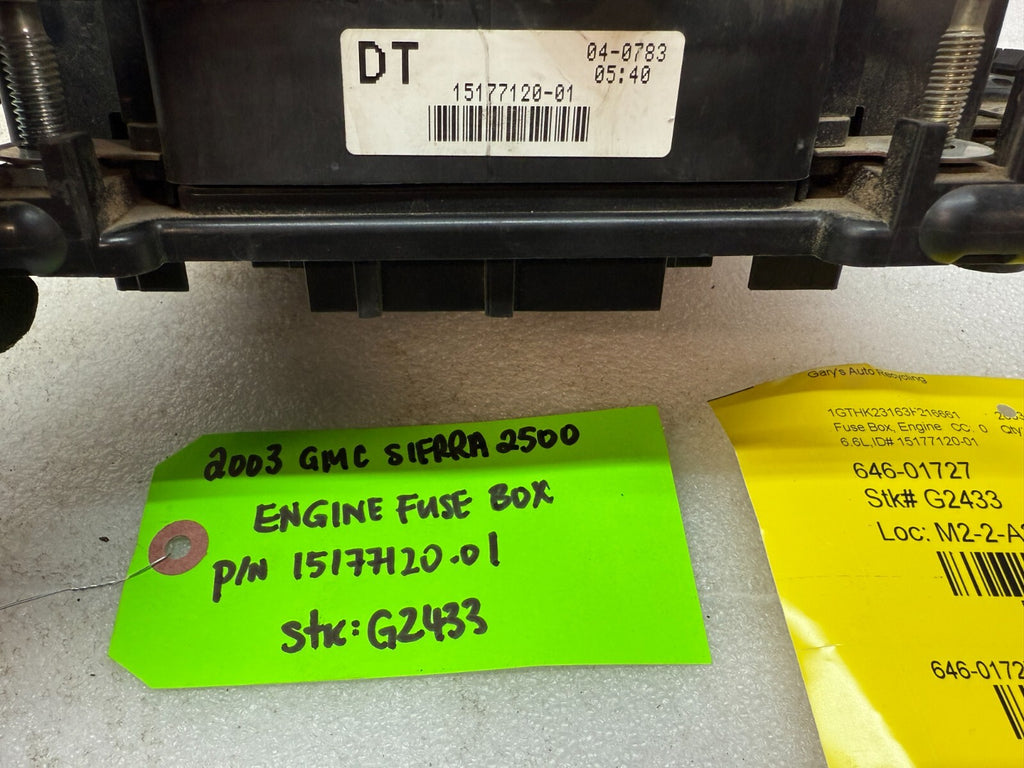 DT
04-0783
05:40
15177120-01
2003 GMC SIERRA 2500
ENGINE FUSE BOX
P/N 15177120.01
Stk: G2433
Gary's Auto Recycling
Fuse Box, Engine CC, 0 Qty
6.6L,ID# 15177120-01
646-01727
Stk# G2433
Loc: M2-2-A
646-0172